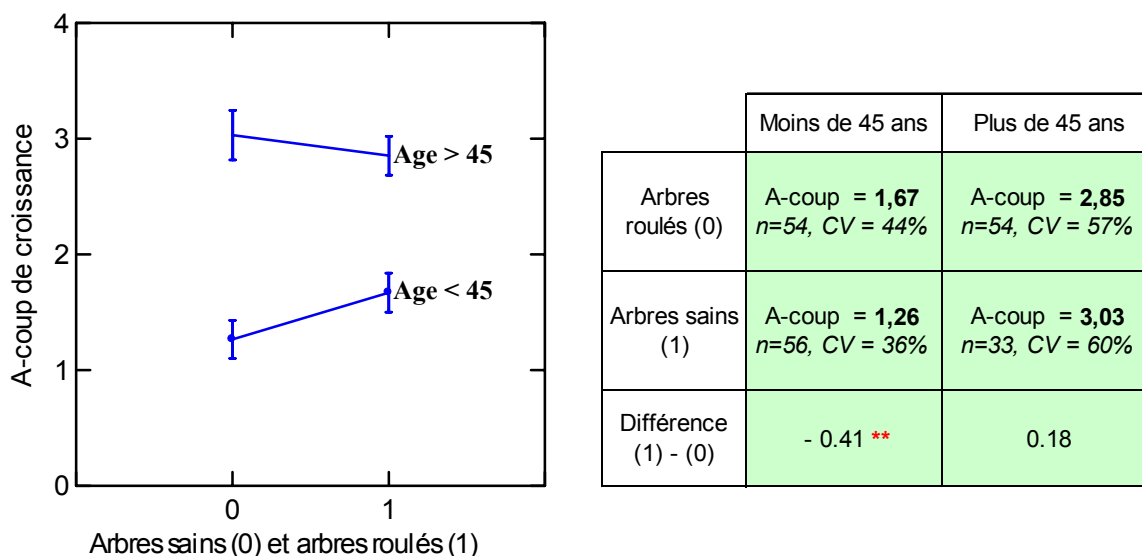 4
3
2
1
0
A-coup de croissance
Age > 45
Age < 45
0 1
Arbres sains (0) et arbres roulés (1)
Moins de 45 ans Plus de 45 ans
Arbres
roulés (0)
A-coup = 1,67
n=54, CV = 44%
A-coup = 2,85
n=54, CV = 57%
Arbres sains
(1)
A-coup = 1,26
n=56, CV = 36%
A-coup = 3,03
n=33, CV = 60%
Différence
(1) - (0)
- 0.41 **
0.18